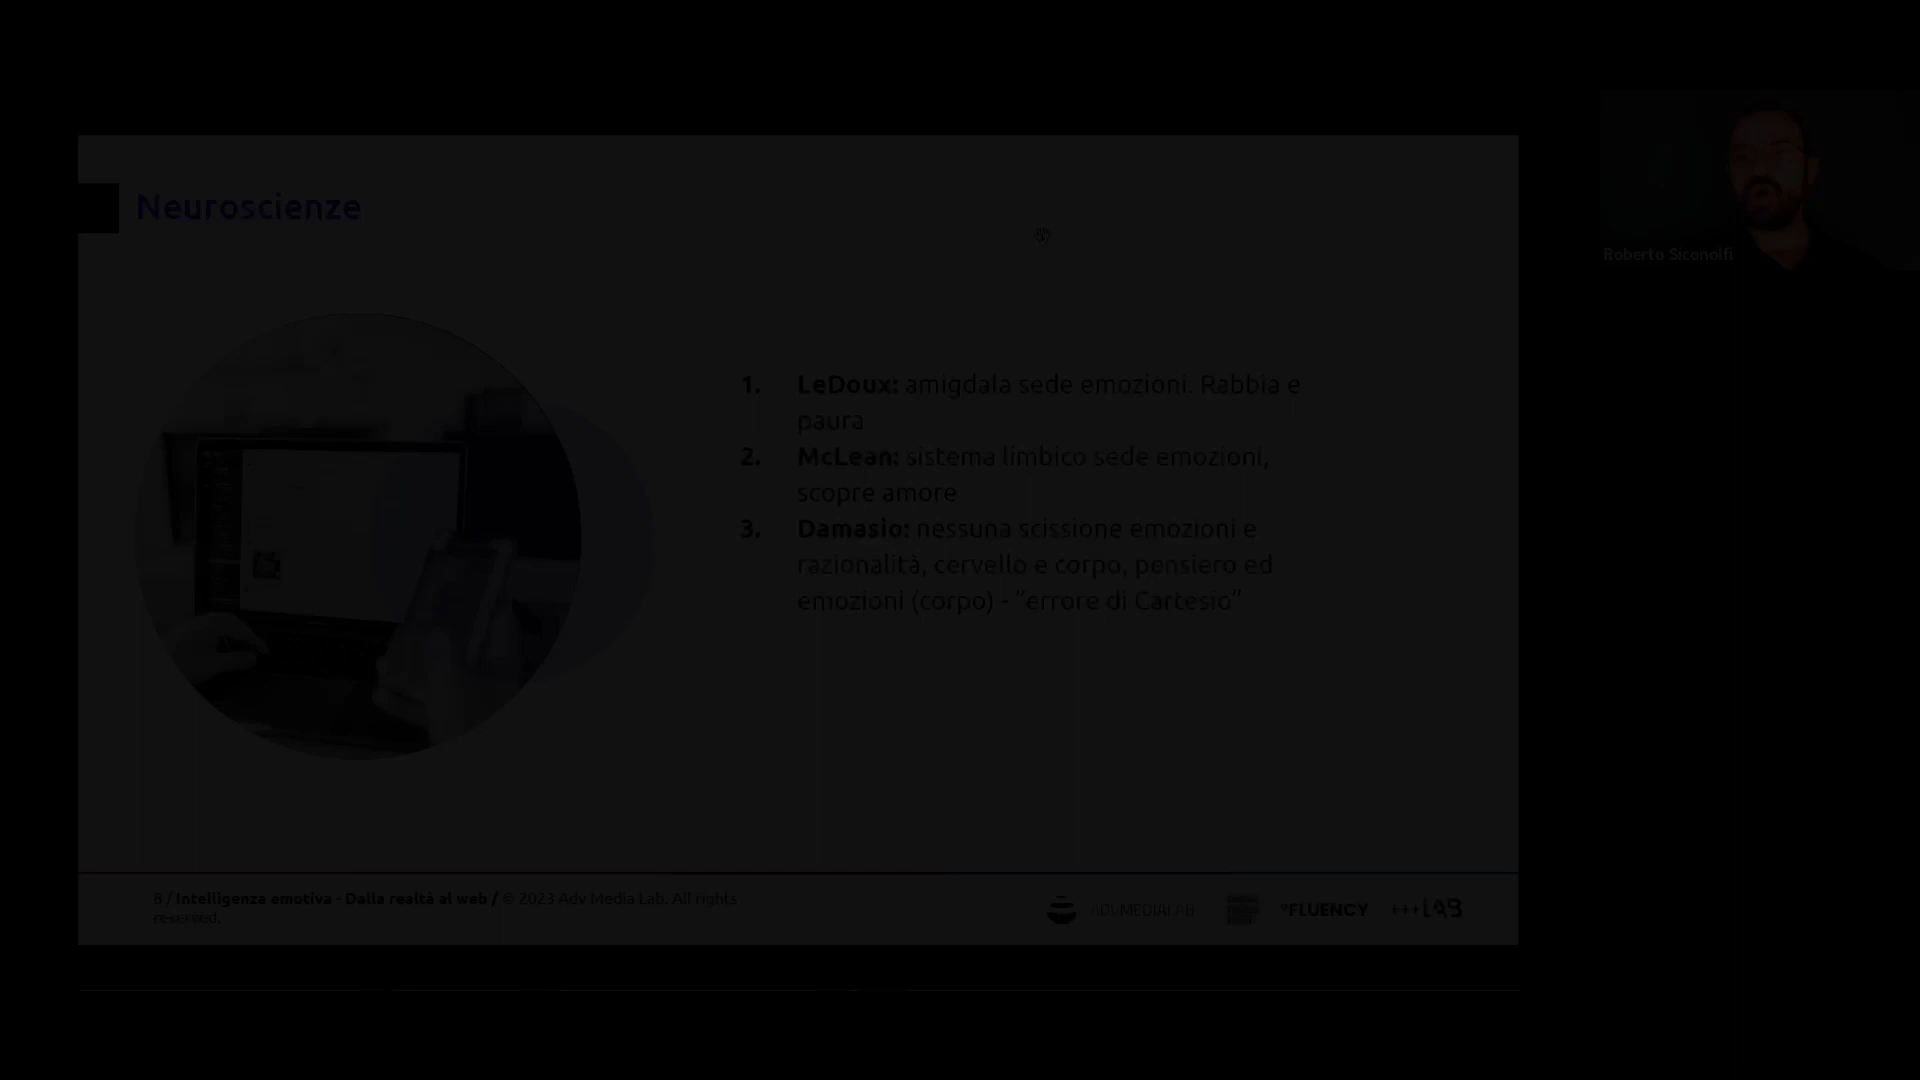 Neuroscienze
Roberto Siconolfi
1. LeDoux: amigdala sede emozioni. Rabbia e
paura
2. McLean: sistema limbico sede emozioni,
scopre amore
3. Damasio: nessuna scissione emozioni e
razionalità, cervello e corpo, pensiero ed
emozioni (corpo) - “errore di Cartesio”
8 / Intelligenza emotiva - Dalla realtà al web / © 2023 Adv Media Lab. All rights
reserved.
ADVMEDIALAB
FLUENCY
+++LAB